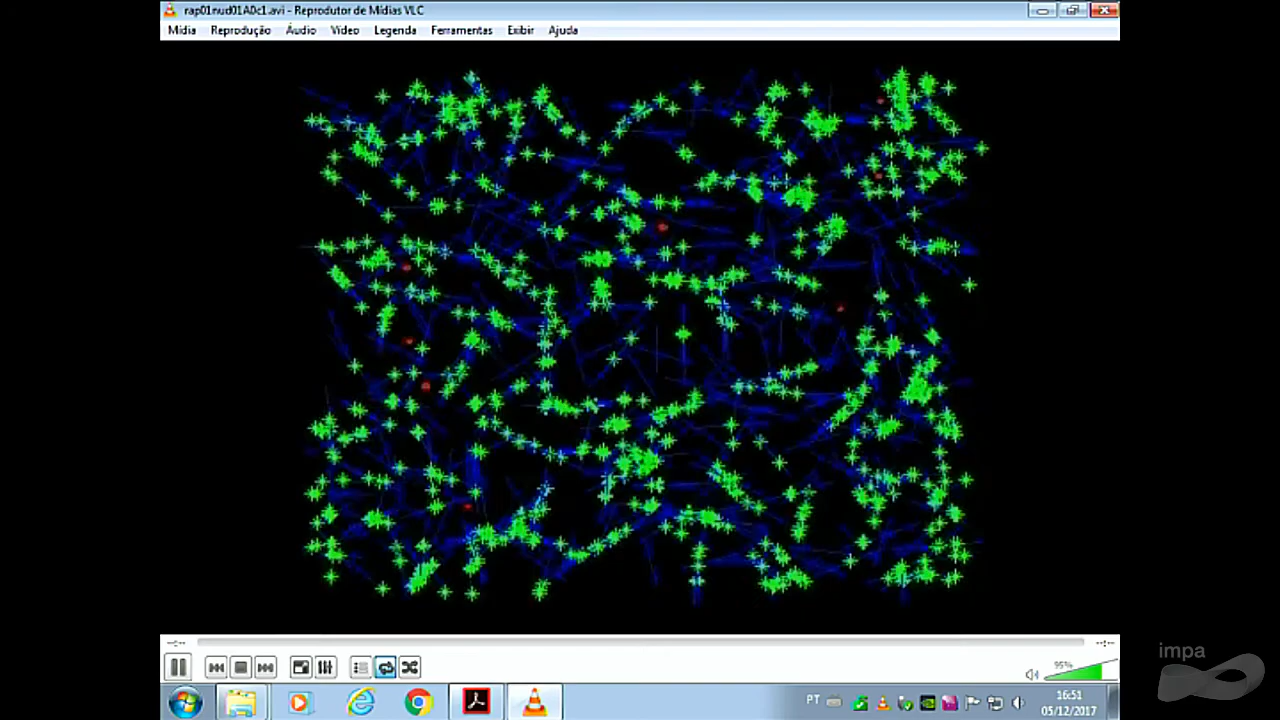 rap01nud01A0c1.avi - Reprodutor de Mídias VLC
Mídia Reprodução Áudio Vídeo Legenda Ferramentas Exibir Ajuda
impa
95%
PT
16:51
05/12/2017